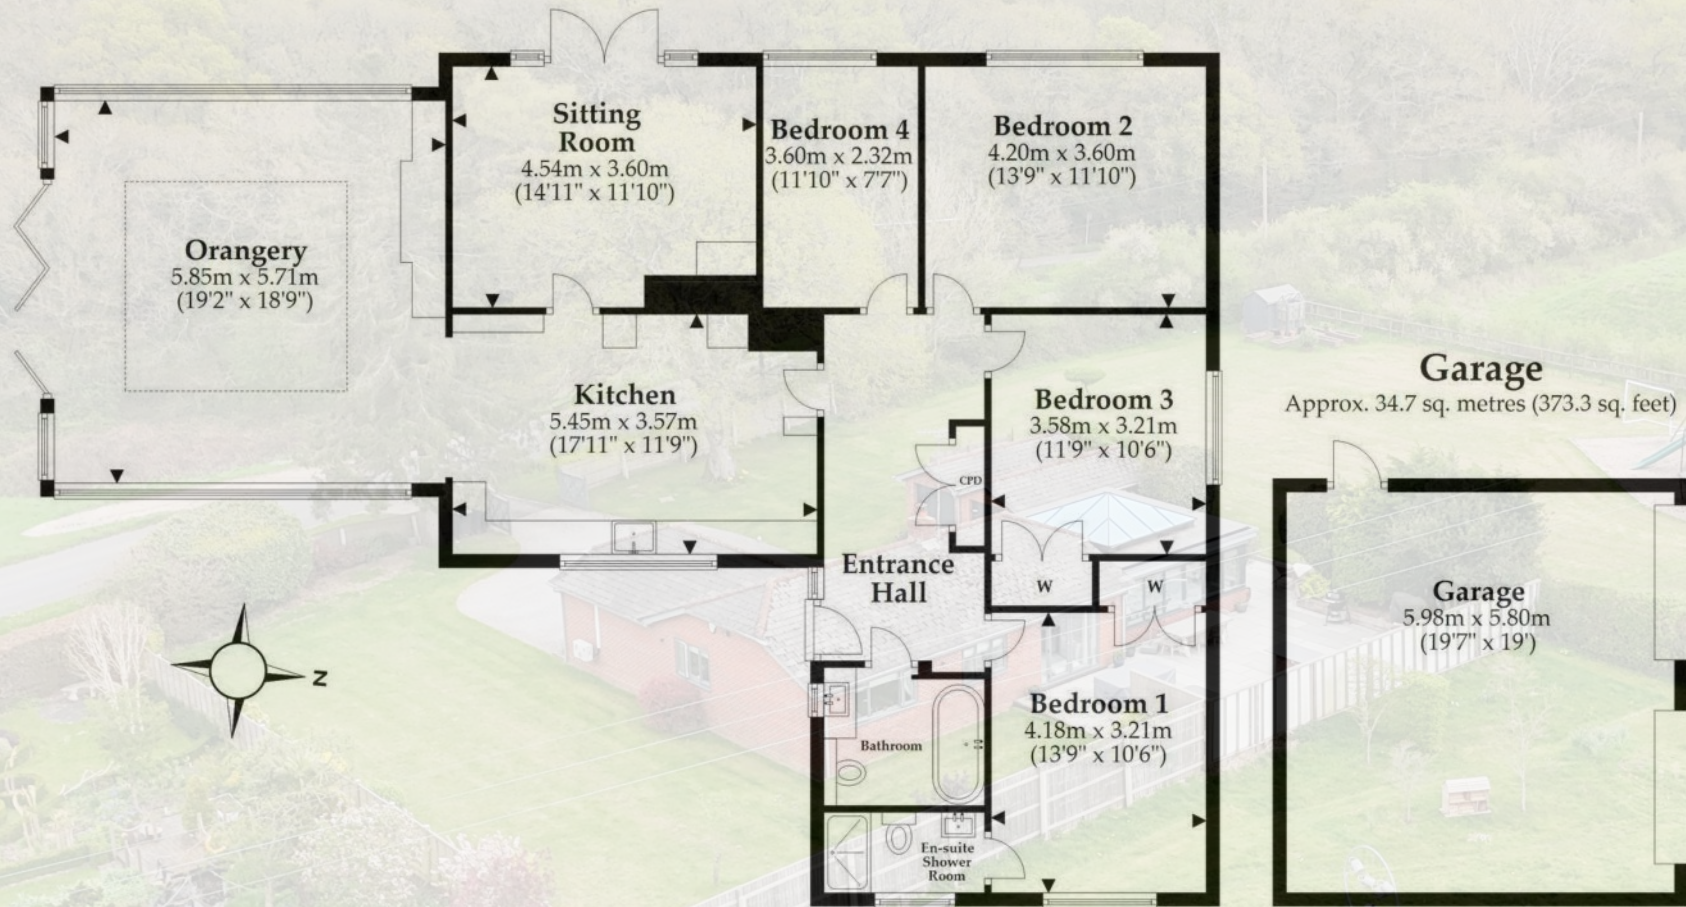 Sitting
Room
4.54m x 3.60m
(14'11" x 11'10")
Bedroom 4
3.60m x 2.32m
(11'10" x 7'7")
Bedroom 2
4.20m x 3.60m
(13'9" x 11'10")
Orangery
5.85m x 5.71m
(19'2" x 18'9")
Kitchen
5.45m x 3.57m
(17'11" x 11'9")
Bedroom 3
3.58m x 3.21m
(11'9" x 10'6")
CPD
Entrance
Hall
W
W
Bedroom 1
4.18m x 3.21m
(13'9" x 10'6")
Bathroom
En-suite
Shower
Room
N
Garage
Approx. 34.7 sq. metres (373.3 sq. feet)
Garage
5.98m x 5.80m
(19'7" x 19')